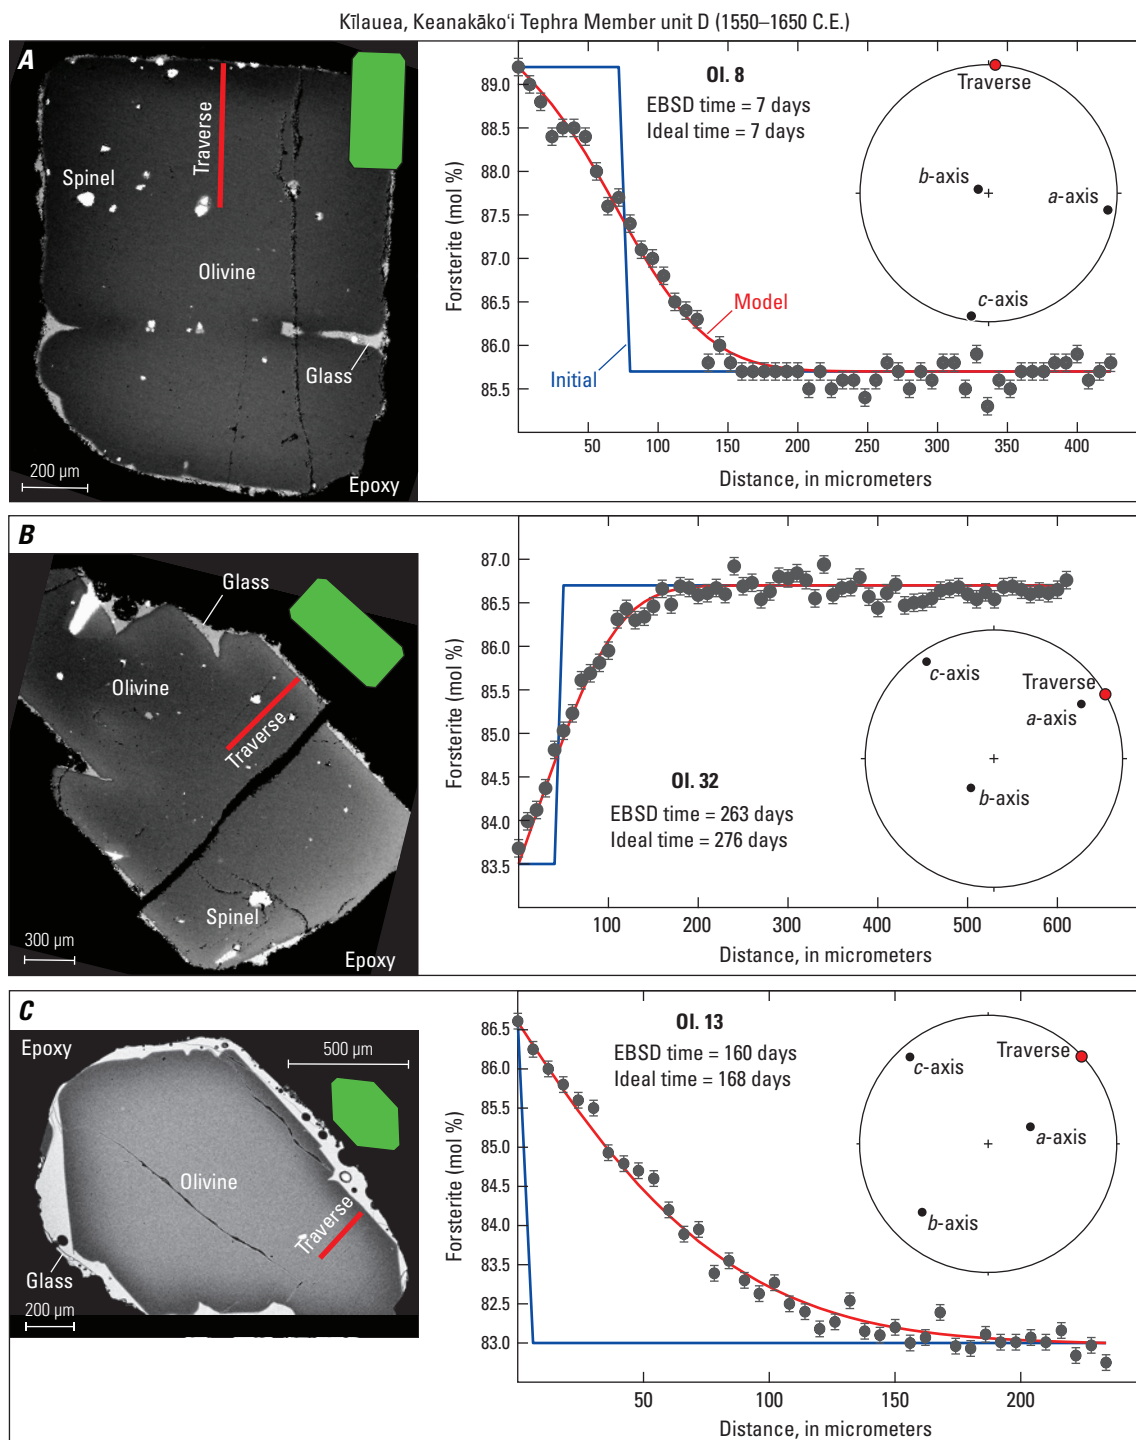 Kīlauea, Keanakākoʻi Tephra Member unit D (1550–1650 C.E.)
A
Traverse
Spinel
Olivine
Glass
200 µm
Epoxy
89.0
88.5
88.0
87.5
87.0
86.5
86.0
85.5
Forsterite (mol %)
Ol. 8
EBSD time = 7 days
Ideal time = 7 days
Traverse
b-axis
a-axis
c-axis
Model
Initial
50 100 150 200 250 300 350 400
Distance, in micrometers
B
Glass
Olivine
Traverse
Spinel
300 µm
Epoxy
87.0
86.5
86.0
85.5
85.0
84.5
84.0
83.5
Forsterite (mol %)
c-axis
Traverse
a-axis
b-axis
Ol. 32
EBSD time = 263 days
Ideal time = 276 days
100 200 300 400 500 600
Distance, in micrometers
C
Epoxy
500 µm
Olivine
Traverse
Glass
200 µm
86.5
86.0
85.5
85.0
84.5
84.0
83.5
83.0
Forsterite (mol %)
Ol. 13
EBSD time = 160 days
Ideal time = 168 days
Traverse
c-axis
a-axis
b-axis
50 100 150 200
Distance, in micrometers